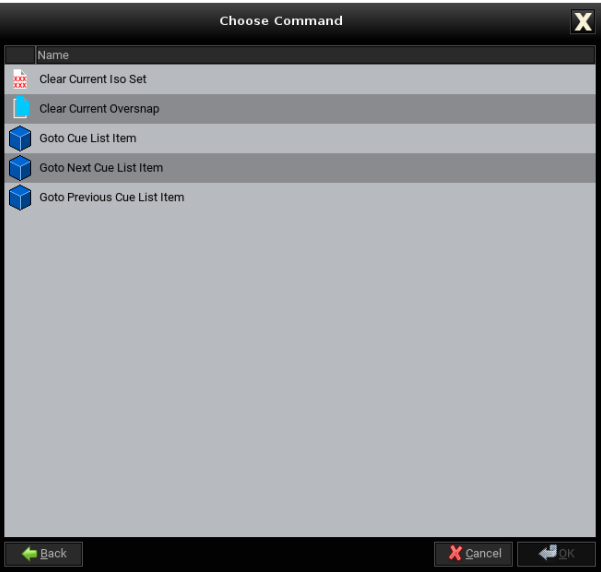 Choose Command
X
Name
Clear Current Iso Set
Clear Current Oversnap
Goto Cue List Item
Goto Next Cue List Item
Goto Previous Cue List Item
Back
Cancel
OK